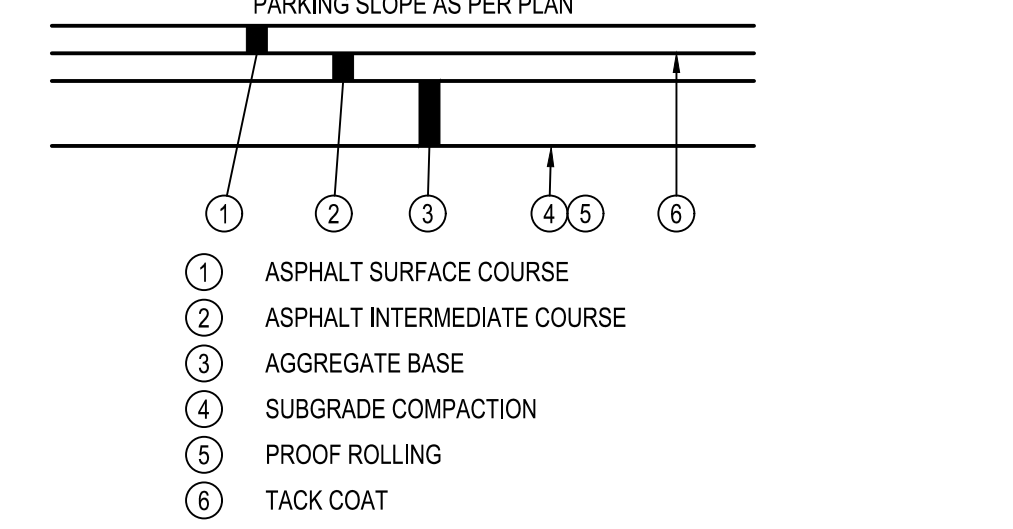 PARKING SLOPE AS PER PLAN
1 2 3 4 5 6
1 ASPHALT SURFACE COURSE
2 ASPHALT INTERMEDIATE COURSE
3 AGGREGATE BASE
4 SUBGRADE COMPACTION
5 PROOF ROLLING
6 TACK COAT